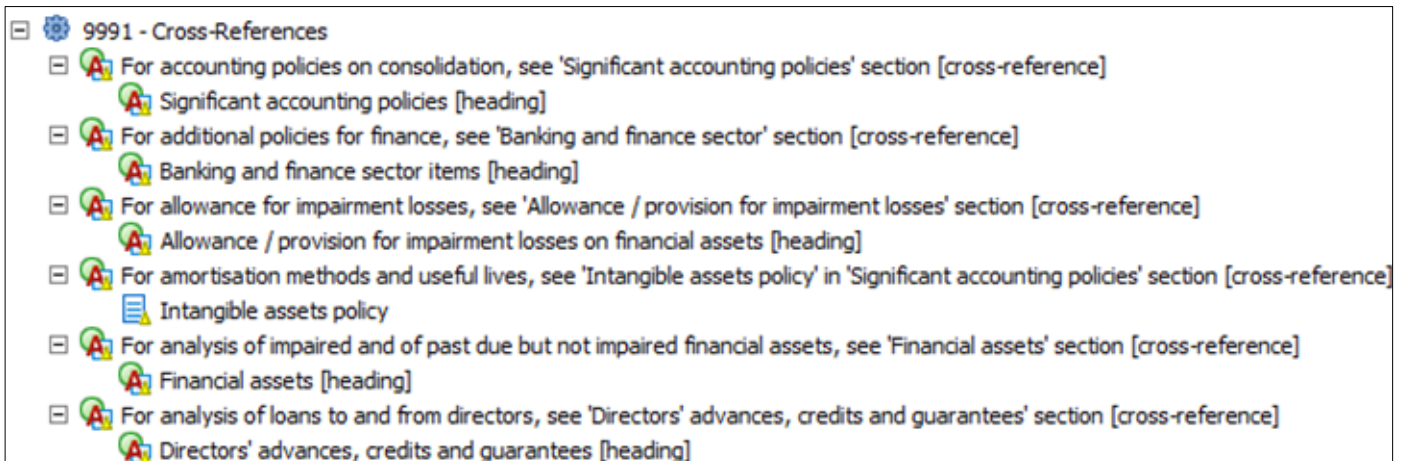 9991 - Cross-References
For accounting policies on consolidation, see 'Significant accounting policies' section [cross-reference]
Significant accounting policies [heading]
For additional policies for finance, see 'Banking and finance sector' section [cross-reference]
Banking and finance sector items [heading]
For allowance for impairment losses, see 'Allowance / provision for impairment losses' section [cross-reference]
Allowance / provision for impairment losses on financial assets [heading]
For amortisation methods and useful lives, see 'Intangible assets policy' in 'Significant accounting policies' section [cross-reference]
Intangible assets policy
For analysis of impaired and of past due but not impaired financial assets, see 'Financial assets' section [cross-reference]
Financial assets [heading]
For analysis of loans to and from directors, see 'Directors' advances, credits and guarantees' section [cross-reference]
Directors' advances, credits and guarantees [heading]